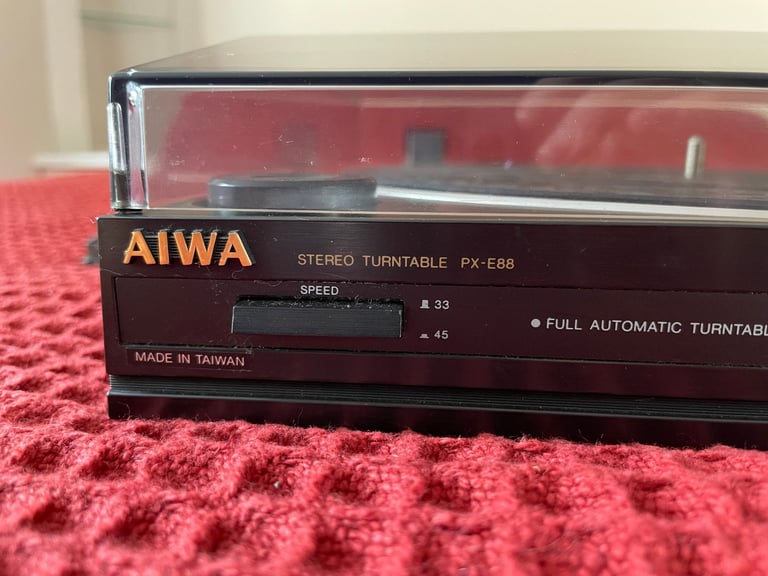 AIWA
STEREO TURNTABLE PX-E88
SPEED
33
45
FULL AUTOMATIC TURNTABL
MADE IN TAIWAN